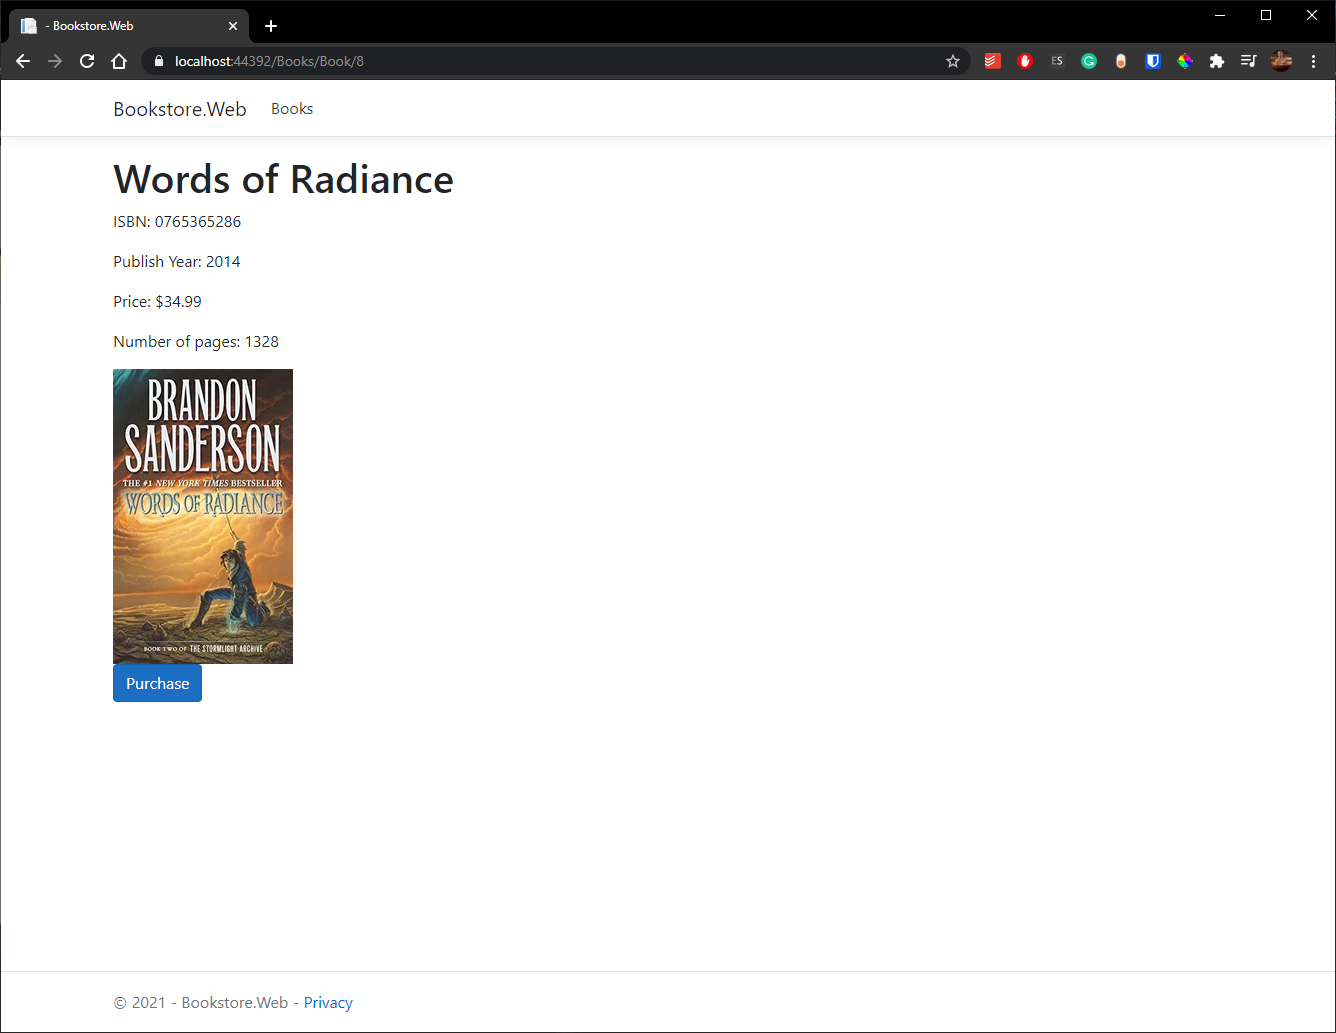 - Bookstore.Web
localhost:44392/Books/Book/8
ES
Bookstore.Web Books
Words of Radiance
ISBN: 0765365286
Publish Year: 2014
Price: $34.99
Number of pages: 1328
BRANDON
SANDERSON
THE #1 NEW YORK TIMES BESTSELLER
WORDS OF RADIANCE
BOOK TWO OF THE STORMLIGHT ARCHIVE
Purchase
© 2021 - Bookstore.Web - Privacy